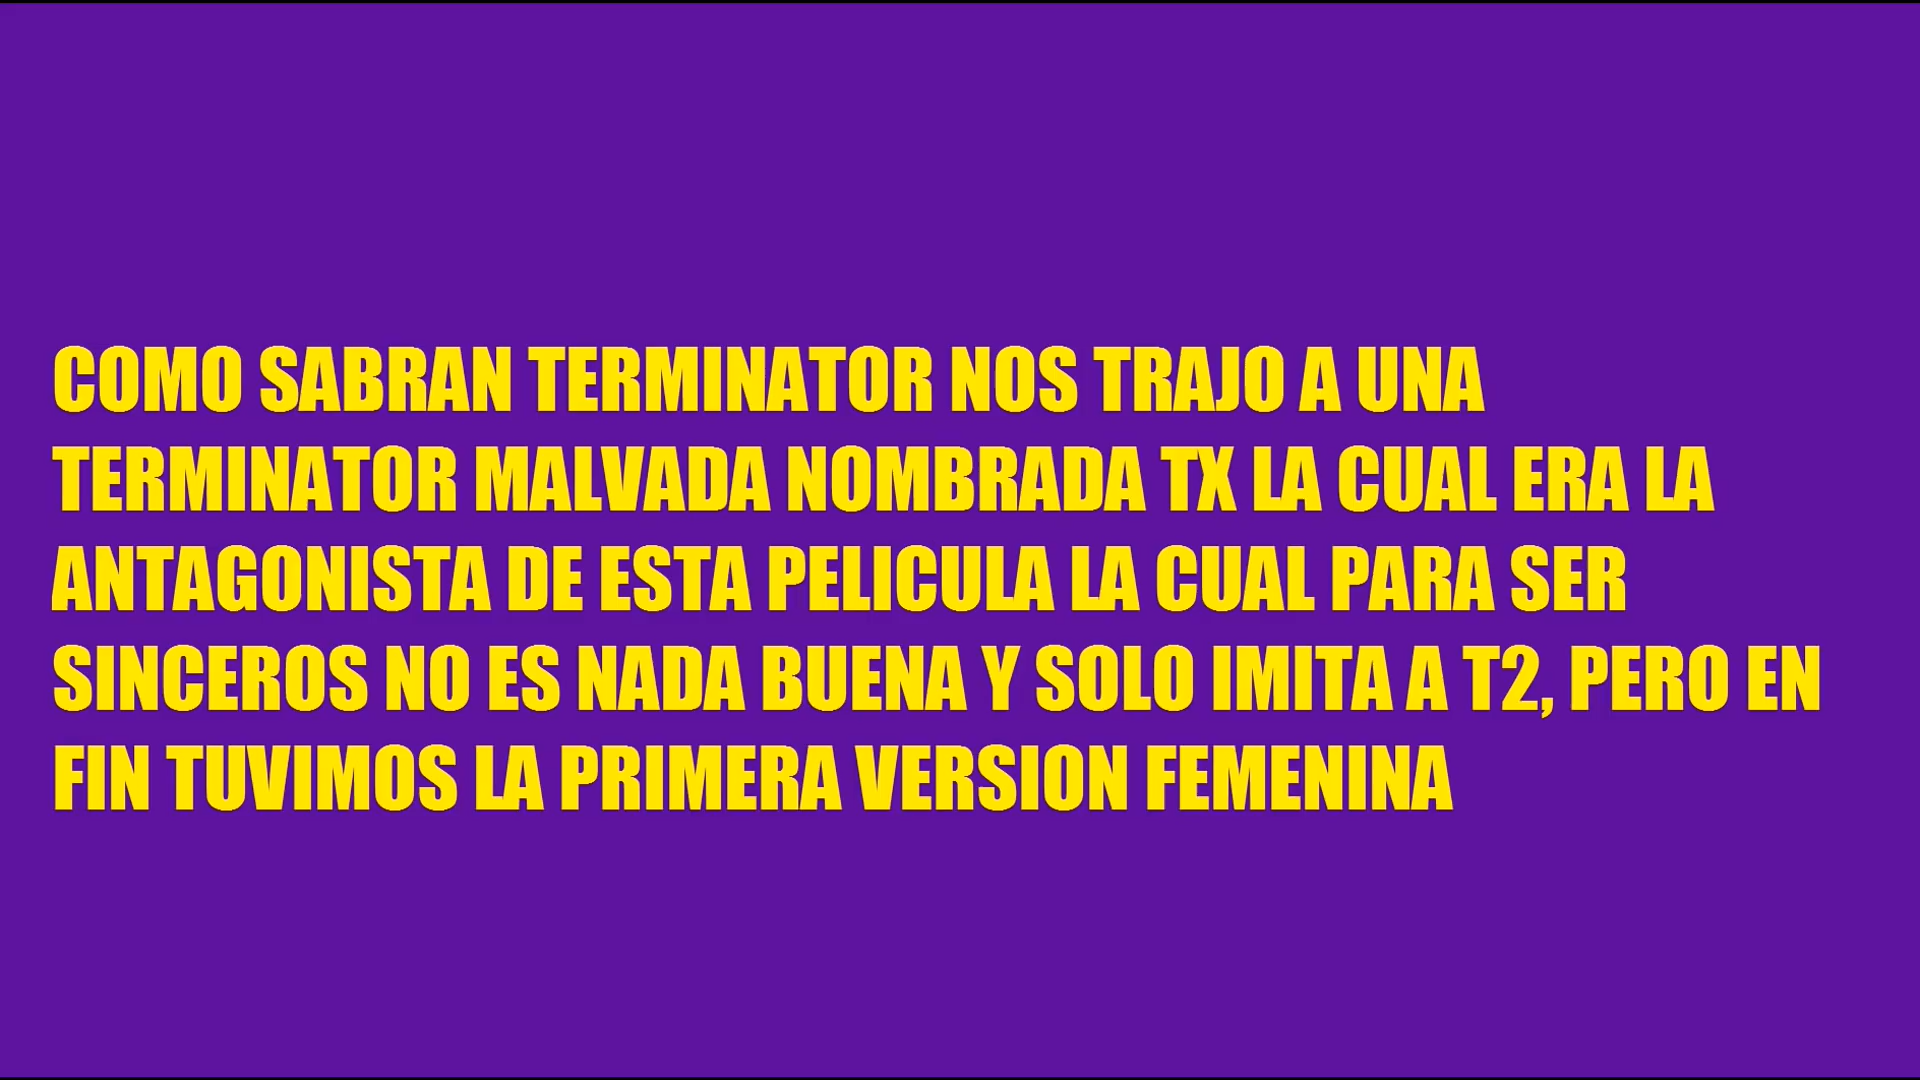 COMO SABRAN TERMINATOR NOS TRAJO A UNA
TERMINATOR MALVADA NOMBRADA TX LA CUAL ERA LA
ANTAGONISTA DE ESTA PELICULA LA CUAL PARA SER
SINCEROS NO ES NADA BUENA Y SOLO IMITA A T2, PERO EN
FIN TUVIMOS LA PRIMERA VERSION FEMENINA